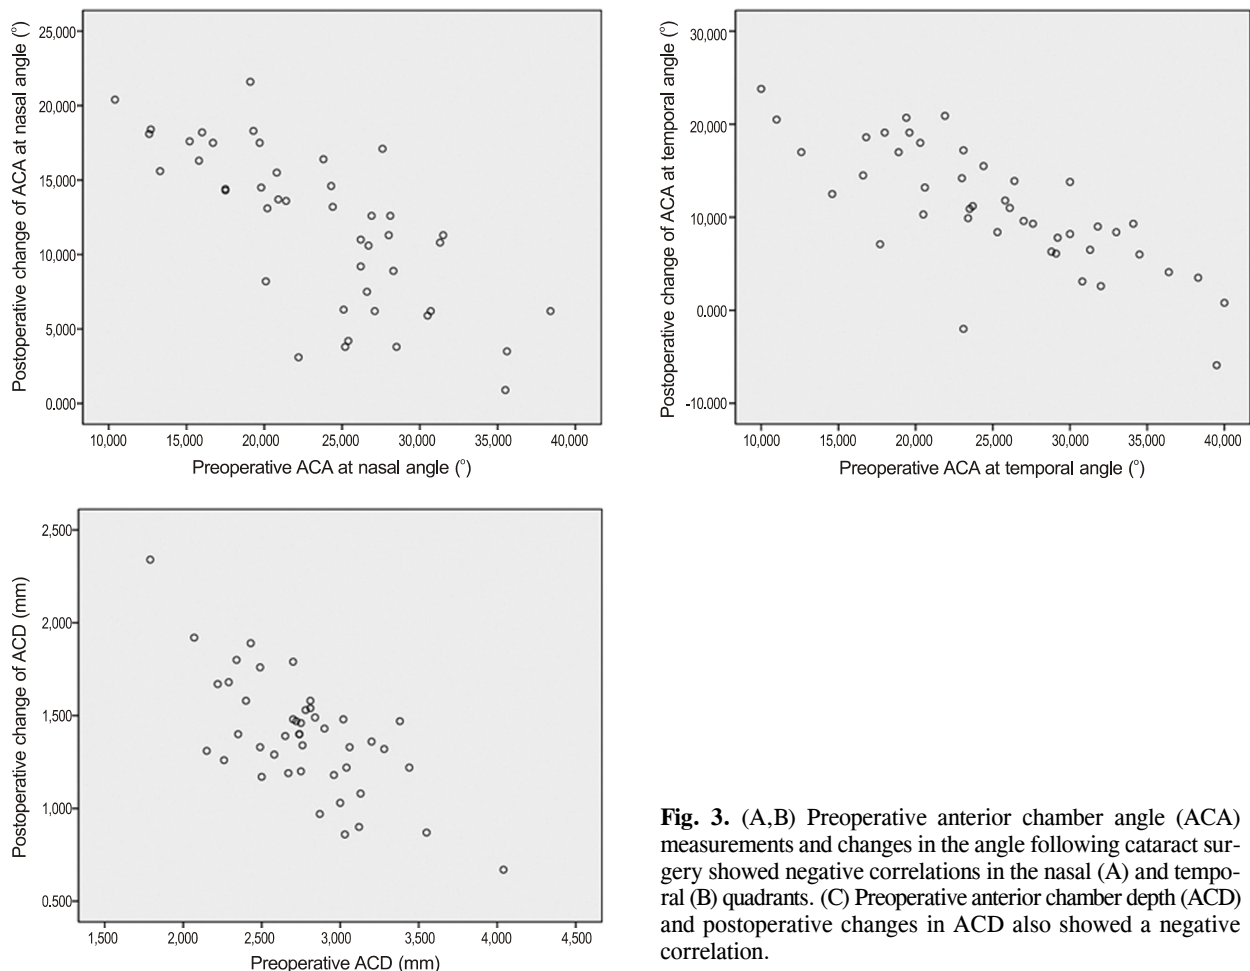 25,000
20,000
15,000
10,000
5,000
0.000
Postoperative change of ACA at nasal angle (°)
10,000 15,000 20,000 25,000 30,000 35,000 40,000
Preoperative ACA at nasal angle (°)
30,000
20,000
10,000
0.000
-10.000
Postoperative change of ACA at temporal angle (°)
10,000 15,000 20,000 25,000 30,000 35,000 40,000
Preoperative ACA at temporal angle (°)
2,500
2,000
1,500
1,000
0.500
Postoperative change of ACD (mm)
1,500 2,000 2,500 3,000 3,500 4,000 4,500
Preoperative ACD (mm)
Fig. 3. (A,B) Preoperative anterior chamber angle (ACA)
measurements and changes in the angle following cataract sur-
gery showed negative correlations in the nasal (A) and tempo-
ral (B) quadrants. (C) Preoperative anterior chamber depth (ACD)
and postoperative changes in ACD also showed a negative
correlation.